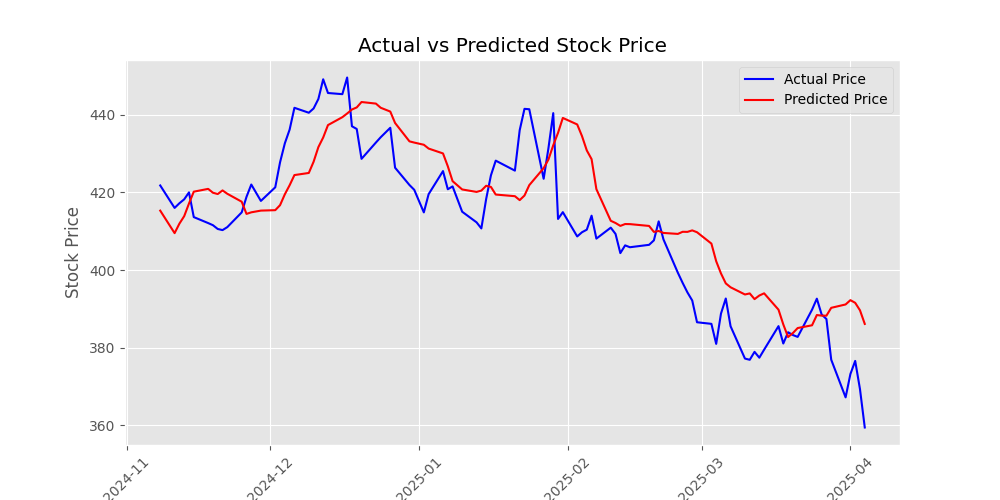 Actual vs Predicted Stock Price
Actual Price
Predicted Price
Stock Price
440
420
400
380
360
2024-11
2024-12
2025-01
2025-02
2025-03
2025-04